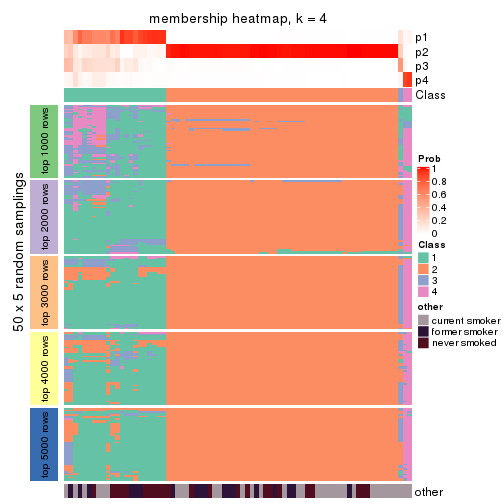 membership heatmap, k = 4
p1
p2
p3
p4
Class
50 x 5 random samplings
top 1000 rows
top 2000 rows
top 3000 rows
top 4000 rows
top 5000 rows
other
Prob
1
0.8
0.6
0.4
0.2
0
Class
1
2
3
4
other
current smoker
former smoker
never smoked